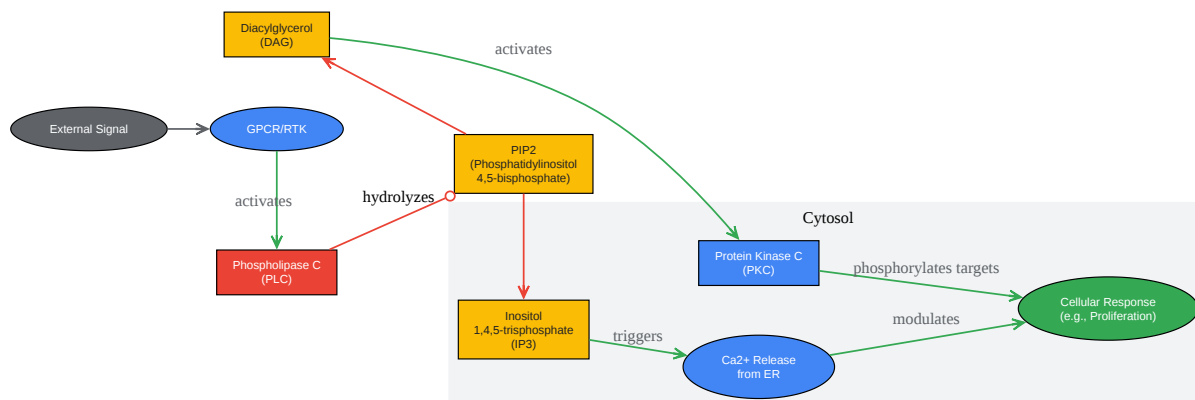 Diacylglycerol
(DAG)
activates
External Signal
GPCR/RTK
PIP2
(Phosphatidylinositol
4,5-bisphosphate)
activates
hydrolyzes
Cytosol
Phospholipase C
(PLC)
Protein Kinase C
(PKC)
phosphorylates targets
Cellular Response
(e.g., Proliferation)
Inositol
1,4,5-trisphosphate
(IP3)
triggers
modulates
Ca2+ Release
from ER